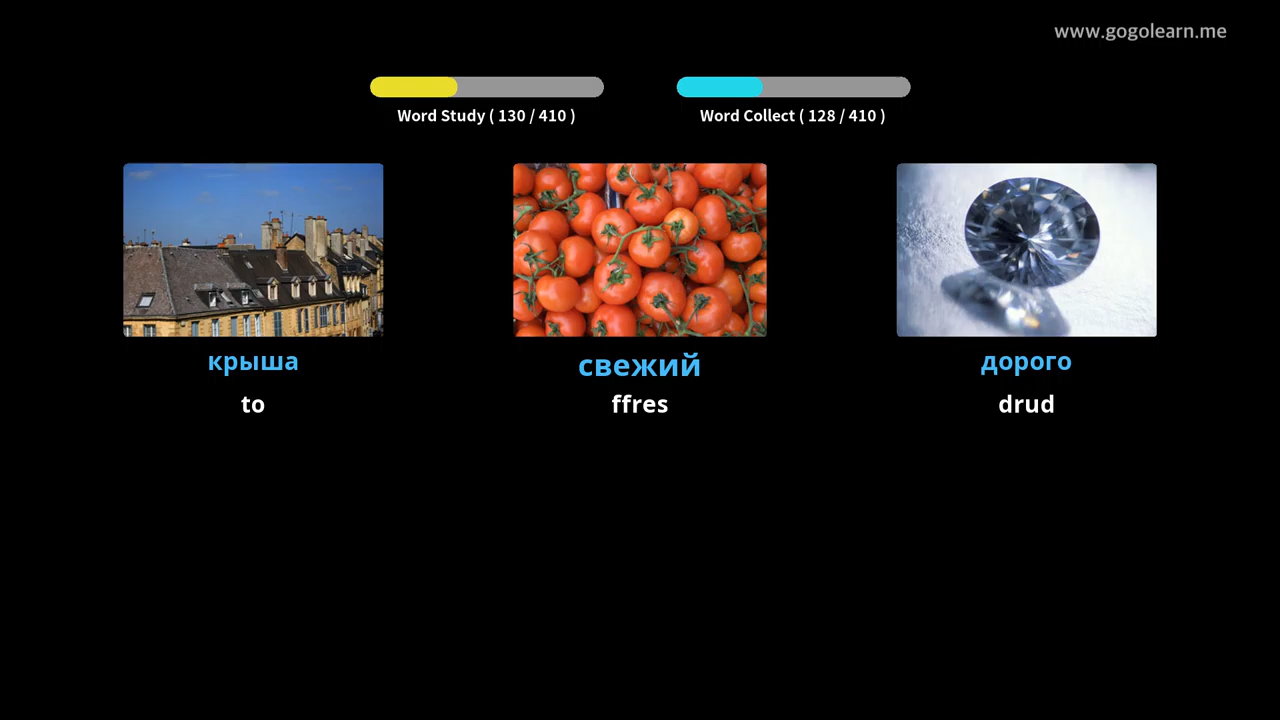 www.gogolearn.me
Word Study ( 130 / 410 )
Word Collect ( 128 / 410 )
крыша
свежий
дорого
to
ffres
drud